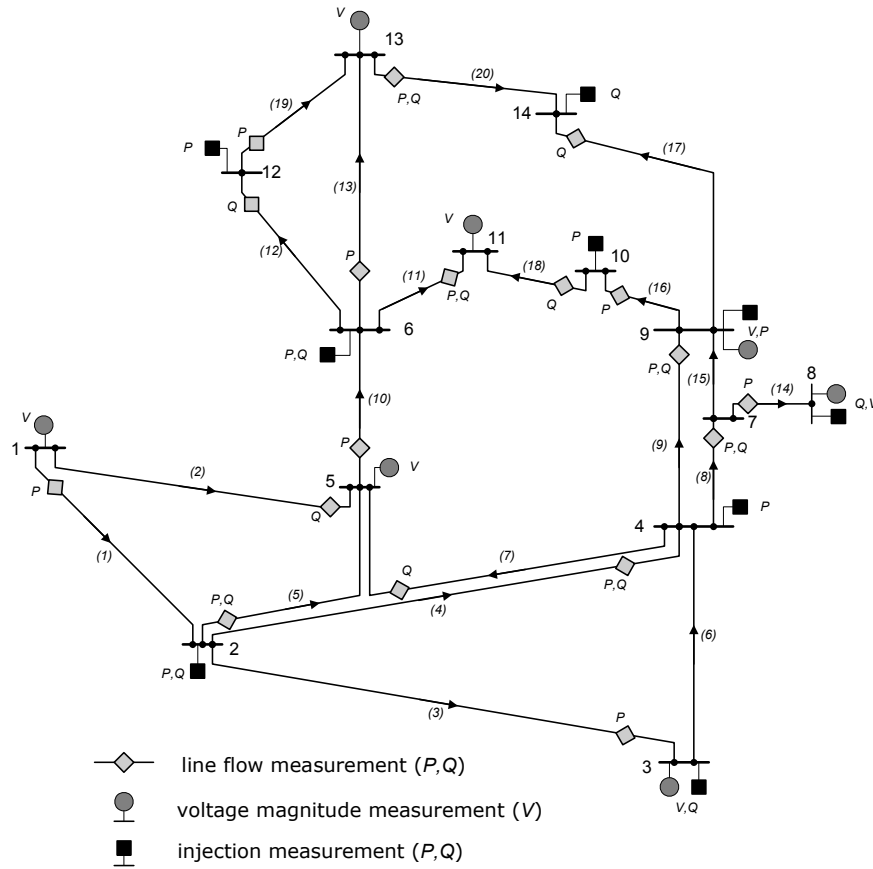 V
13
(20)
P,Q
Q
14
(19)
P
P
12
Q
Q
(17)
(13)
(12)
V
11
P
10
(11)
(18)
(16)
P,Q
Q
P
P
6
9
V,P
P,Q
P,Q
(15)
8
P
(14)
Q,V
7
(10)
V
1
(2)
P
5
V
(9)
P,Q
(8)
P
Q
4
P
(1)
(7)
Q
P,Q
(5)
(4)
P,Q
2
P,Q
(6)
(3)
P
3
V,Q
line flow measurement (P,Q)
voltage magnitude measurement (V)
injection measurement (P,Q)